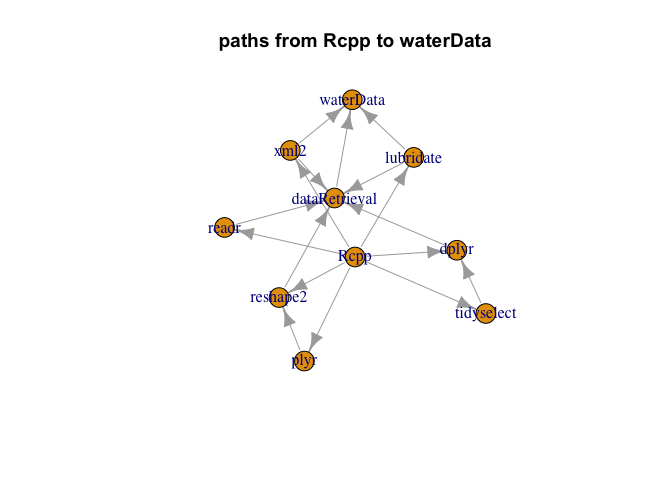 paths from Rcpp to waterData
waterData
xml2
lubridate
dataRetrieval
readr
Rcpp
dplyr
reshape2
tidyselect
plyr